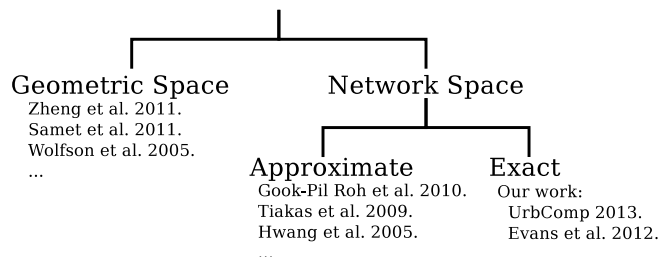 Geometric Space
Zheng et al. 2011.
Samet et al. 2011.
Wolfson et al. 2005.
...
Network Space
Approximate
Gook-Pil Roh et al. 2010.
Tiakas et al. 2009.
Hwang et al. 2005.
...
Exact
Our work:
UrbComp 2013.
Evans et al. 2012.